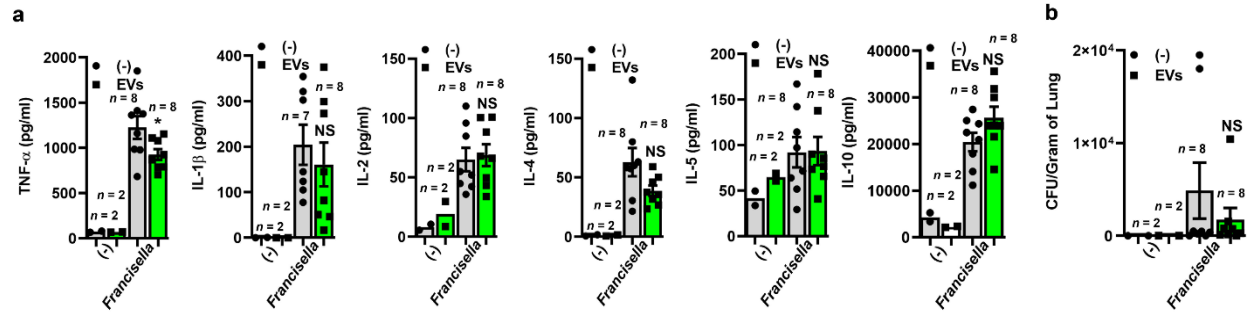 a
TNF-α (pg/ml)
2000
1500
1000
500
0
(-)
EVs
n = 8
n = 8
*
n = 2
n = 2
(-)
Francisella
IL-1β (pg/ml)
400
300
200
100
0
(-)
EVs
n = 8
n = 7
NS
n = 2
n = 2
(-)
Francisella
IL-2 (pg/ml)
150
100
50
0
(-)
EVs
n = 8
n = 8
NS
n = 2
n = 2
(-)
Francisella
IL-4 (pg/ml)
150
100
50
0
(-)
EVs
n = 8
n = 8
NS
n = 2
n = 2
(-)
Francisella
IL-5 (pg/ml)
200
150
100
50
0
(-)
EVs
NS
n = 8
n = 8
n = 2
n = 2
(-)
Francisella
IL-10 (pg/ml)
40000
30000
20000
10000
0
(-)
EVs
n = 8
NS
n = 8
n = 2
n = 2
(-)
Francisella
b
CFU/Gram of Lung
2×10⁴
1×10⁴
0
(-)
EVs
NS
n = 8
n = 8
n = 2
n = 2
(-)
Francisella